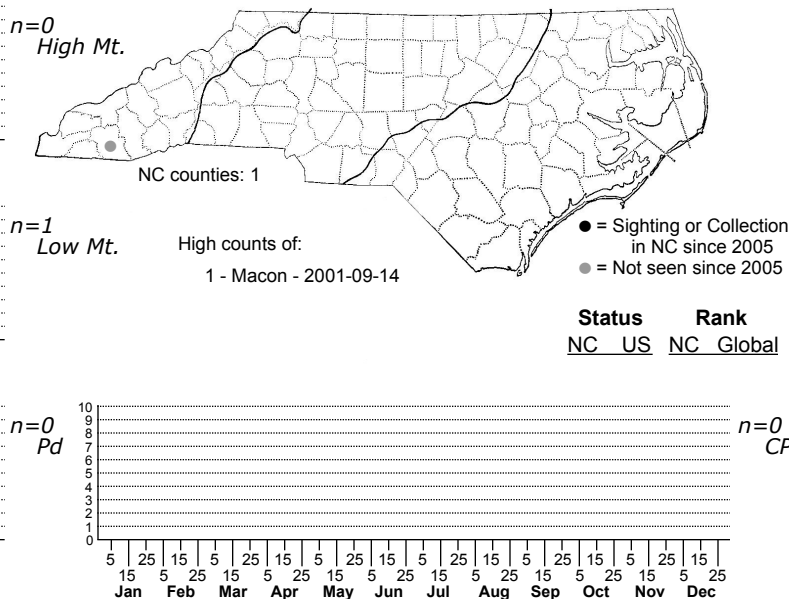 n=0
High Mt.
NC counties: 1
n=1
Low Mt.
High counts of:
1 - Macon - 2001-09-14
● = Sighting or Collection
in NC since 2005
● = Not seen since 2005
Status Rank
NC US NC Global
n=0
Pd
10
9
8
7
6
5
4
3
2
1
0
n=0
CP
5 25 15 5 25 15 5 25 15 5 25 15 5 25 15 5 25 15
15 5 25 15 5 25 15 5 25 15 5 25 15 5 25 15 5 25
Jan Feb Mar Apr May Jun Jul Aug Sep Oct Nov Dec